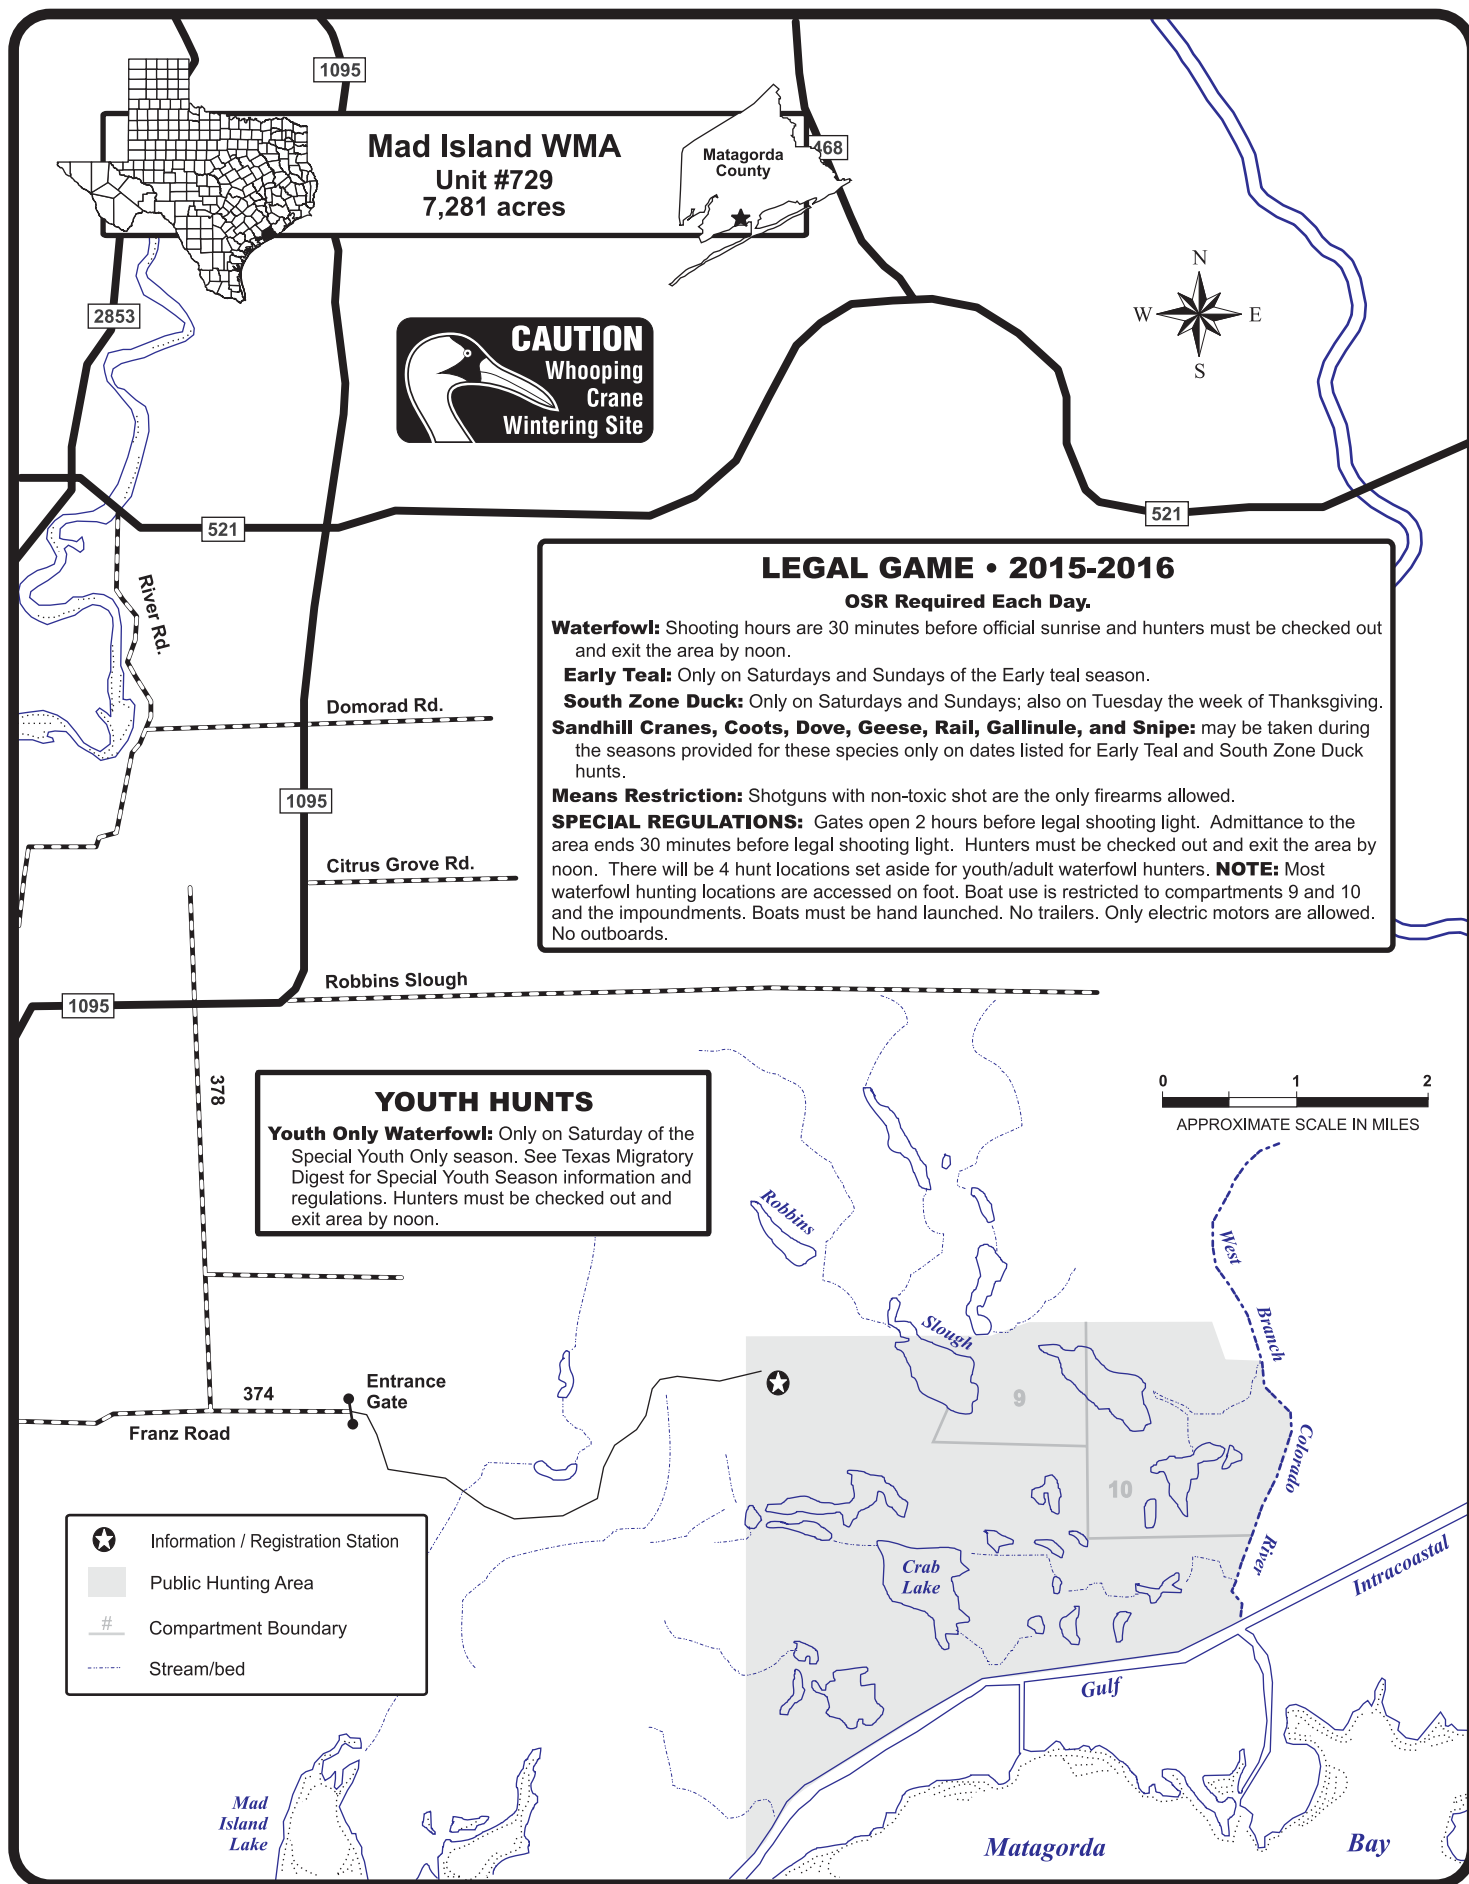 1095
Mad Island WMA
Unit #729
7,281 acres
Matagorda
County
468
N
W
E
S
2853
CAUTION
Whooping
Crane
Wintering Site
521
521
River Rd.
LEGAL GAME • 2015-2016
OSR Required Each Day.
Waterfowl: Shooting hours are 30 minutes before official sunrise and hunters must be checked out
and exit the area by noon.
Early Teal: Only on Saturdays and Sundays of the Early teal season.
South Zone Duck: Only on Saturdays and Sundays; also on Tuesday the week of Thanksgiving.
Sandhill Cranes, Coots, Dove, Geese, Rail, Gallinule, and Snipe: may be taken during
the seasons provided for these species only on dates listed for Early Teal and South Zone Duck
hunts.
Means Restriction: Shotguns with non-toxic shot are the only firearms allowed.
SPECIAL REGULATIONS: Gates open 2 hours before legal shooting light. Admittance to the
area ends 30 minutes before legal shooting light. Hunters must be checked out and exit the area by
noon. There will be 4 hunt locations set aside for youth/adult waterfowl hunters. NOTE: Most
waterfowl hunting locations are accessed on foot. Boat use is restricted to compartments 9 and 10
and the impoundments. Boats must be hand launched. No trailers. Only electric motors are allowed.
No outboards.
Domorad Rd.
1095
Citrus Grove Rd.
Robbins Slough
1095
378
YOUTH HUNTS
Youth Only Waterfowl: Only on Saturday of the
Special Youth Only season. See Texas Migratory
Digest for Special Youth Season information and
regulations. Hunters must be checked out and
exit area by noon.
0 1 2
APPROXIMATE SCALE IN MILES
Robbins
Slough
West
Branch
Colorado
River
374
Entrance
Gate
Franz Road
9
10
Crab
Lake
Information / Registration Station
Public Hunting Area
# Compartment Boundary
Stream/bed
Intracoastal
Gulf
Mad
Island
Lake
Matagorda
Bay